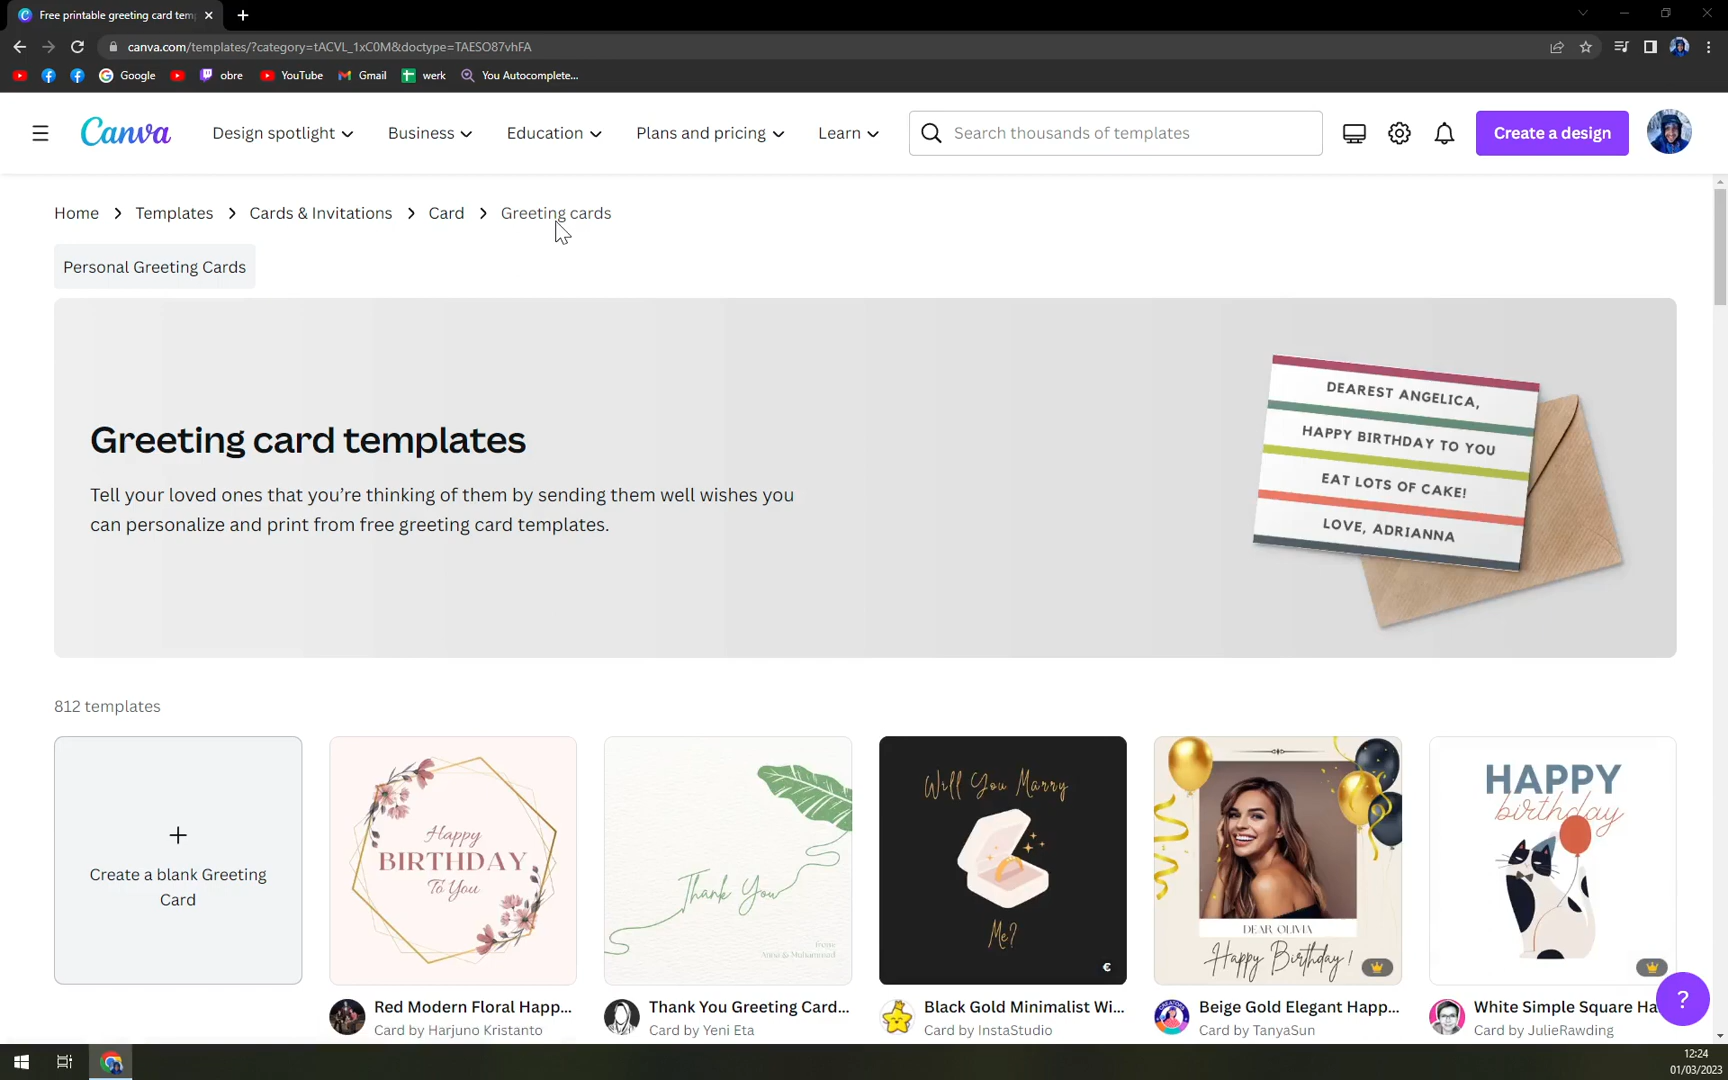 Free printable greeting card tem
canva.com/templates/?category=tACVL_1xC0M&doctype=TAESO87vhFA
Google
obre
YouTube
Gmail
werk
You Autocomplete...
Canva
Design spotlight
Business
Education
Plans and pricing
Learn
Search thousands of templates
Create a design
Home > Templates > Cards & Invitations > Card > Greeting cards
Personal Greeting Cards
Greeting card templates
Tell your loved ones that you’re thinking of them by sending them well wishes you
can personalize and print from free greeting card templates.
DEAREST ANGELICA,
HAPPY BIRTHDAY TO YOU
EAT LOTS OF CAKE!
LOVE, ADRIANNA
812 templates
+
Create a blank Greeting
Card
Happy
BIRTHDAY
To You
Red Modern Floral Happ...
Card by Harjuno Kristanto
Thank You
from
Anna & Muhammad
Thank You Greeting Card...
Card by Yeni Eta
Will You Marry
Me?
€
Black Gold Minimalist Wi...
Card by InstaStudio
DEAR OLIVIA
Happy Birthday!
Beige Gold Elegant Happ...
Card by TanyaSun
HAPPY
birthday
White Simple Square Ha
Card by JulieRawding
?
12:24
01/03/2023